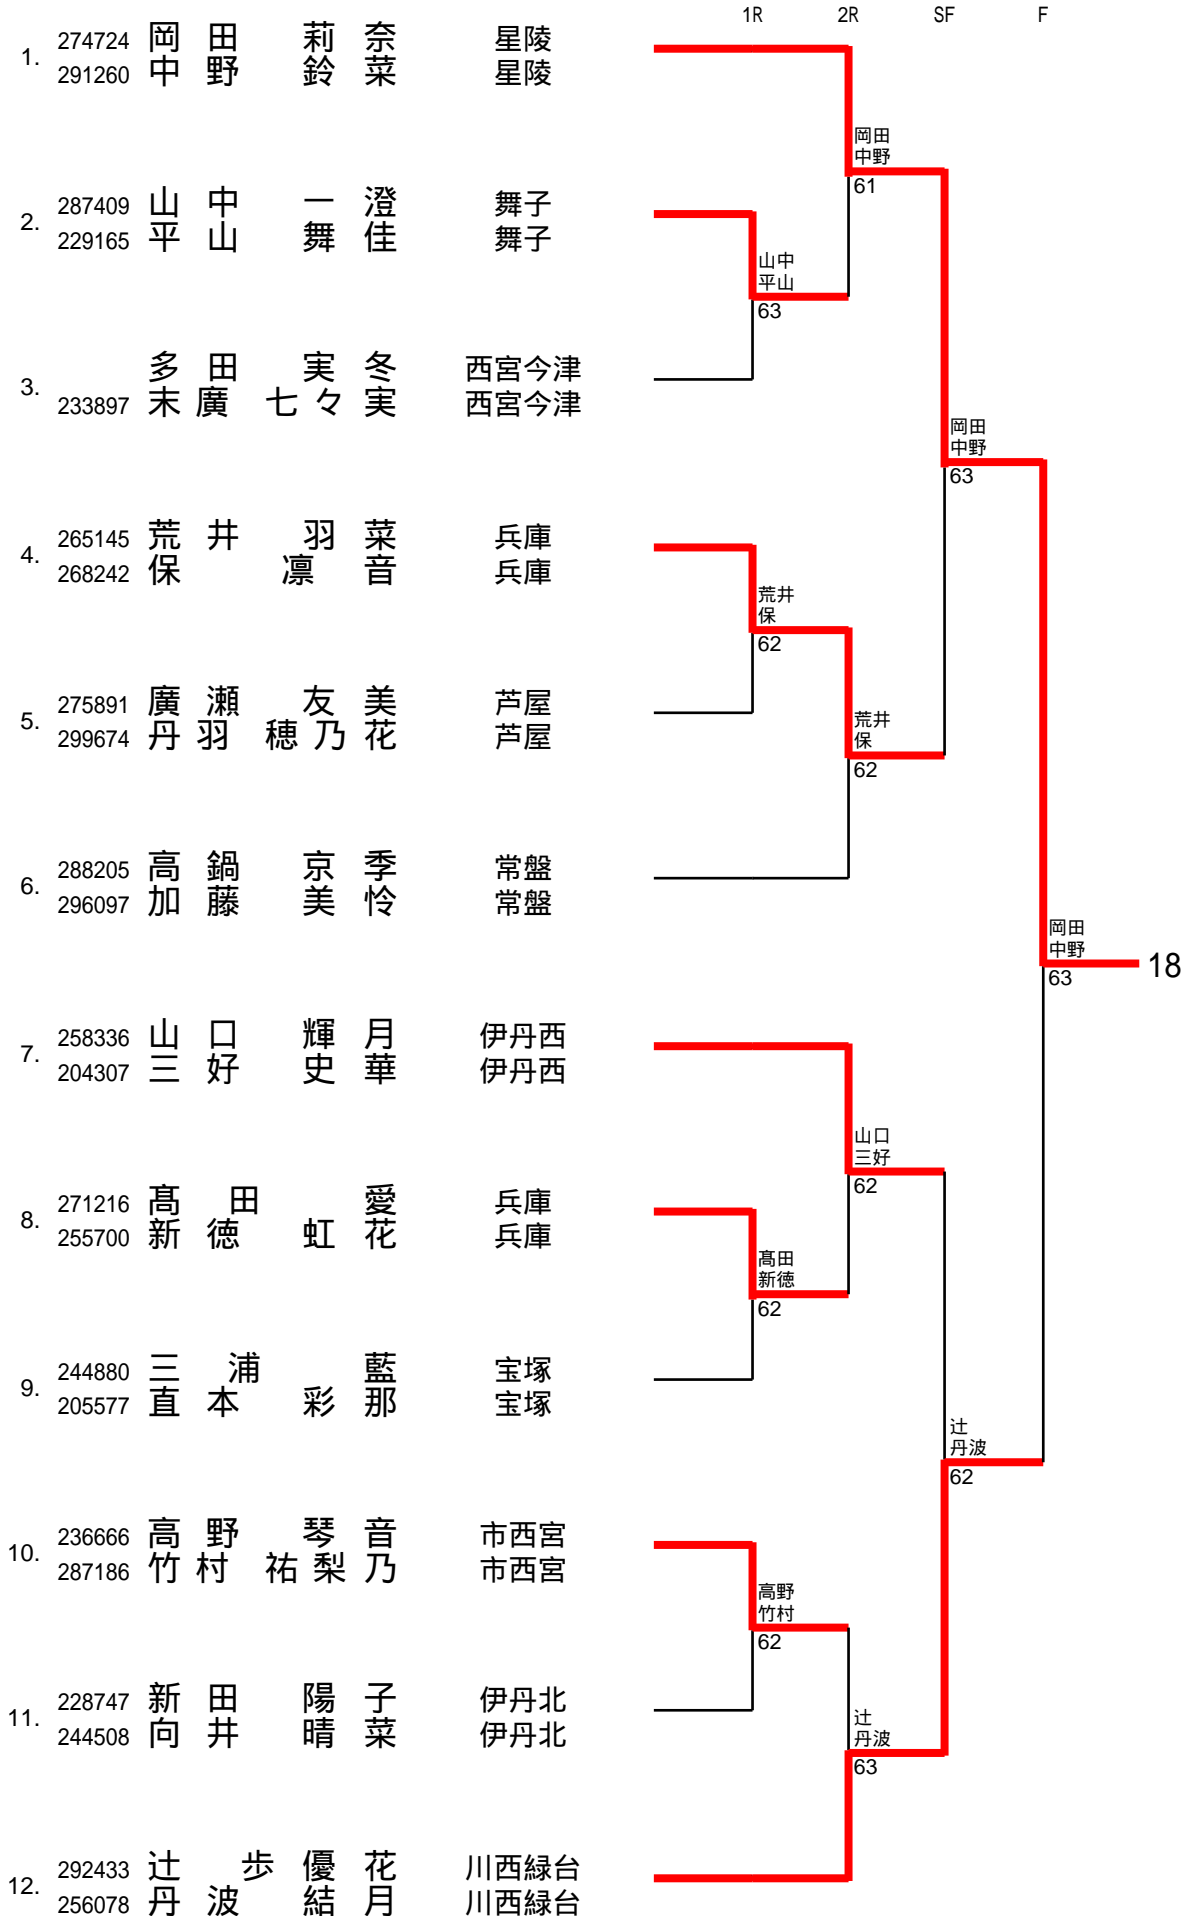 1R 2R SF F
1. 274724 岡田 莉奈 星陵
291260 中野 鈴菜 星陵
岡田
中野
61
2. 287409 山中 一澄 舞子
229165 平山 舞佳 舞子
山中
平山
63
3. 多田 実冬 西宮今津
233897 末廣 七々実 西宮今津
岡田
中野
63
4. 265145 荒井 羽菜 兵庫
268242 保 凛音 兵庫
荒井
保
62
5. 275891 廣瀬 友美 芦屋
299674 丹羽 穂乃花 芦屋
荒井
保
62
6. 288205 高鍋 京季 常盤
296097 加藤 美怜 常盤
岡田
中野
63
18
7. 258336 山口 輝月 伊丹西
204307 三好 史華 伊丹西
山口
三好
62
8. 271216 髙田 愛 兵庫
255700 新徳 虹花 兵庫
髙田
新徳
62
9. 244880 三浦 藍 宝塚
205577 直本 彩那 宝塚
辻
丹波
62
10. 236666 高野 琴音 市西宮
287186 竹村 祐梨乃 市西宮
高野
竹村
62
11. 228747 新田 陽子 伊丹北
244508 向井 晴菜 伊丹北
辻
丹波
63
12. 292433 辻 歩優花 川西緑台
256078 丹波 結月 川西緑台